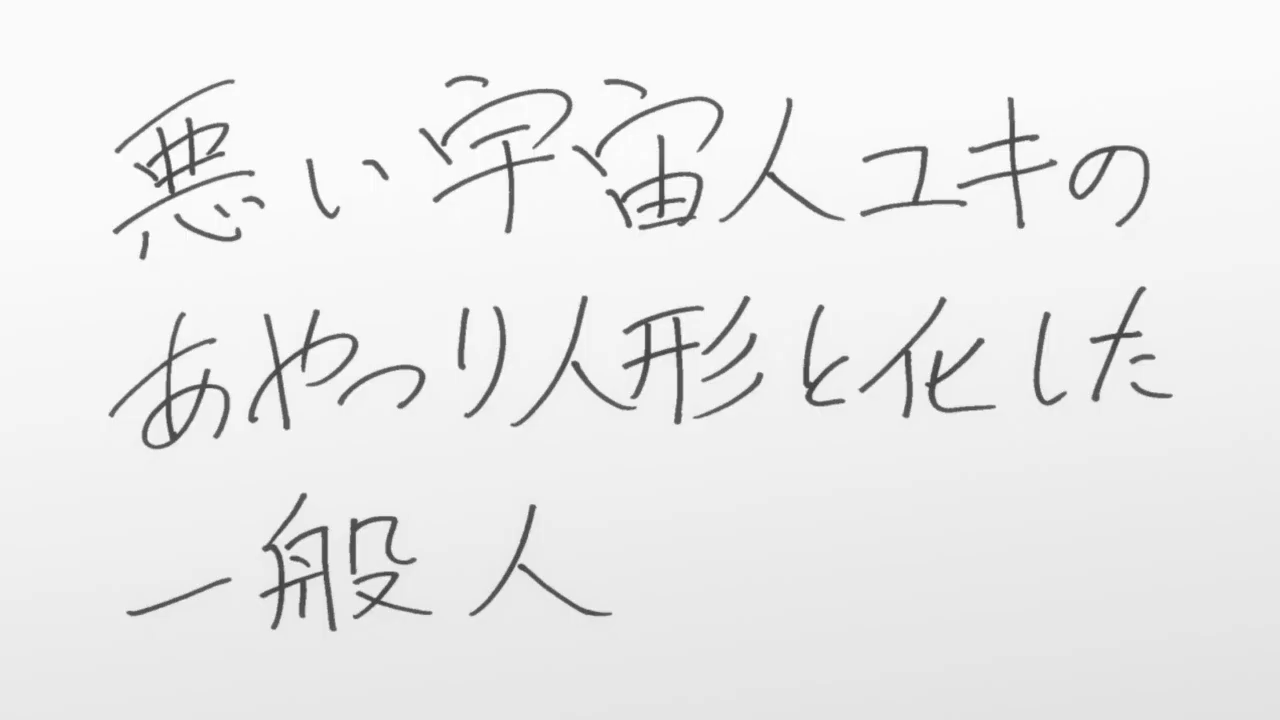 悪い宇宙人ユキの
あやつり人形と化した
一般人